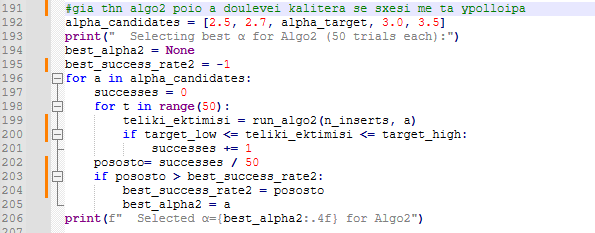 191 #gia thn algo2 poio a doulevei kalitera se sxesi me ta ypolloipa
192 alpha_candidates = [2.5, 2.7, alpha_target, 3.0, 3.5]
193 print("  Selecting best α for Algo2 (50 trials each):")
194 best_alpha2 = None
195 best_success_rate2 = -1
196 for a in alpha_candidates:
197     successes = 0
198     for t in range(50):
199         teliki_ektimisi = run_algo2(n_inserts, a)
200         if target_low <= teliki_ektimisi <= target_high:
201             successes += 1
202     pososto= successes / 50
203     if pososto > best_success_rate2:
204         best_success_rate2 = pososto
205         best_alpha2 = a
206 print(f"  Selected α={best_alpha2:.4f} for Algo2")
207